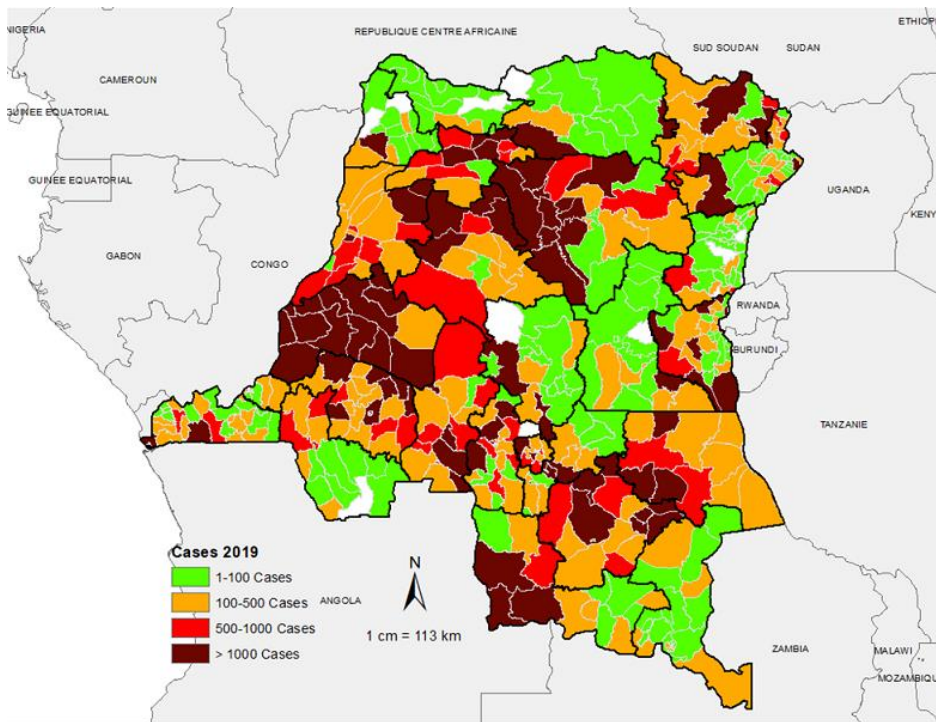 NIGERIA
REPUBLIQUE CENTRE AFRICAINE
ETHIOP
SUD SOUDAN
SUDAN
CAMEROUN
GUINEE EQUATORIAL
GUINEE EQUATORIAL
UGANDA
KENY
GABON
CONGO
RWANDA
BURUNDI
TANZANIE
Cases 2019
1-100 Cases
100-500 Cases
500-1000 Cases
> 1000 Cases
N
ANGOLA
1 cm = 113 km
ZAMBIA
MALAWI
MOZAMBIQU